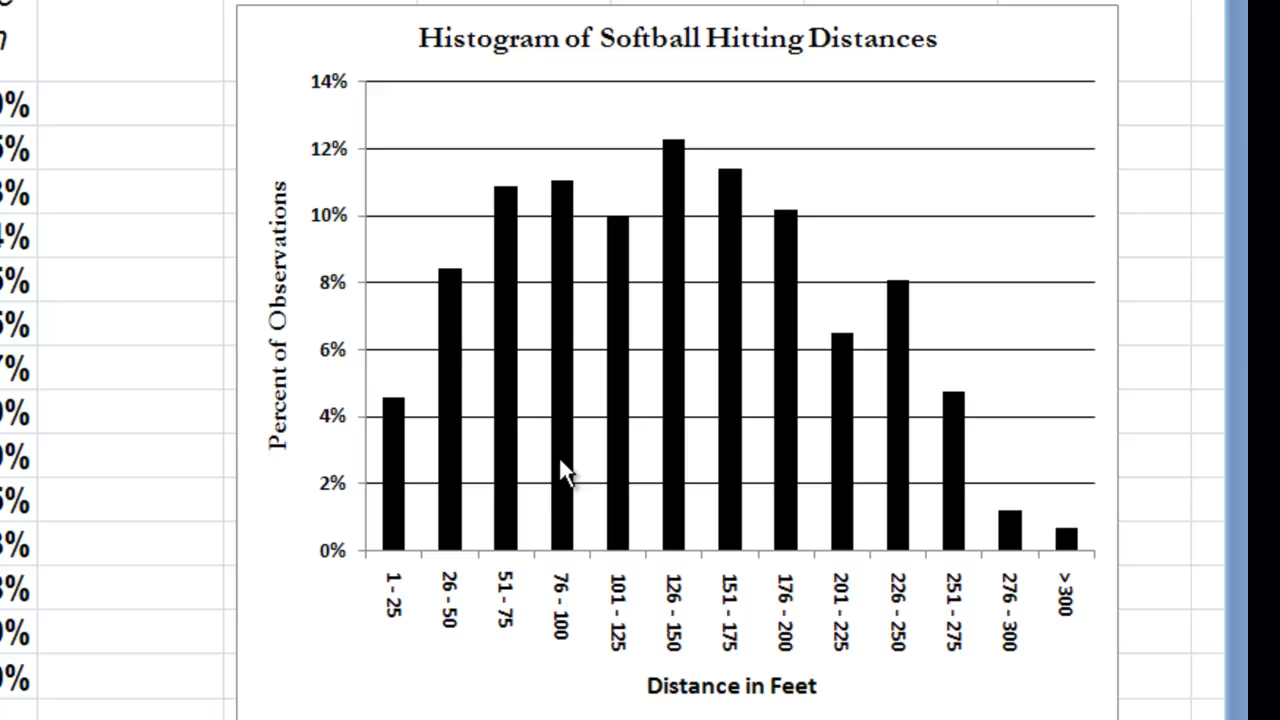 Histogram of Softball Hitting Distances
14%
12%
10%
8%
6%
4%
2%
0%
Percent of Observations
1 - 25
26 - 50
51 - 75
76 - 100
101 - 125
126 - 150
151 - 175
176 - 200
201 - 225
226 - 250
251 - 275
276 - 300
> 300
Distance in Feet